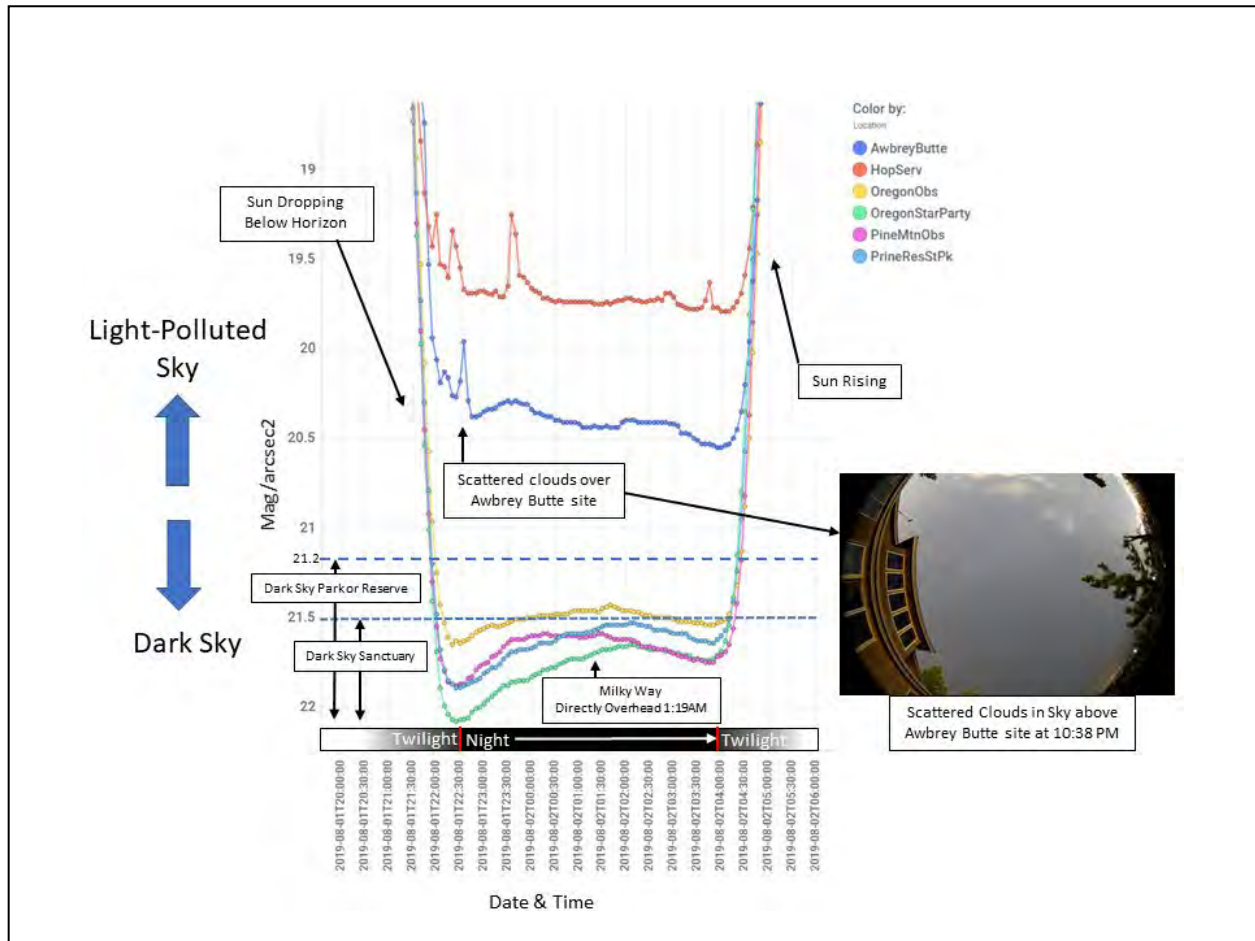 Color by:
Location
AwbreyButte
HopServ
OregonObs
OregonStarParty
PineMtnObs
PrineResStPk
Sun Dropping
Below Horizon
Light-Polluted
Sky
Dark Sky
Mag/arcsec2
19
19.5
20
20.5
21
21.2
21.5
22
Sun Rising
Scattered clouds over
Awbrey Butte site
Dark Sky Park or Reserve
Dark Sky Sanctuary
Milky Way
Directly Overhead 1:19AM
Scattered Clouds in Sky above
Awbrey Butte site at 10:38 PM
Twilight
Night
Twilight
2019-08-01T20:00:00
2019-08-01T20:30:00
2019-08-01T21:00:00
2019-08-01T21:30:00
2019-08-01T22:00:00
2019-08-01T22:30:00
2019-08-01T23:00:00
2019-08-01T23:30:00
2019-08-02T00:00:00
2019-08-02T00:30:00
2019-08-02T01:00:00
2019-08-02T01:30:00
2019-08-02T02:00:00
2019-08-02T02:30:00
2019-08-02T03:00:00
2019-08-02T03:30:00
2019-08-02T04:00:00
2019-08-02T04:30:00
2019-08-02T05:00:00
2019-08-02T05:30:00
2019-08-02T06:00:00
Date & Time